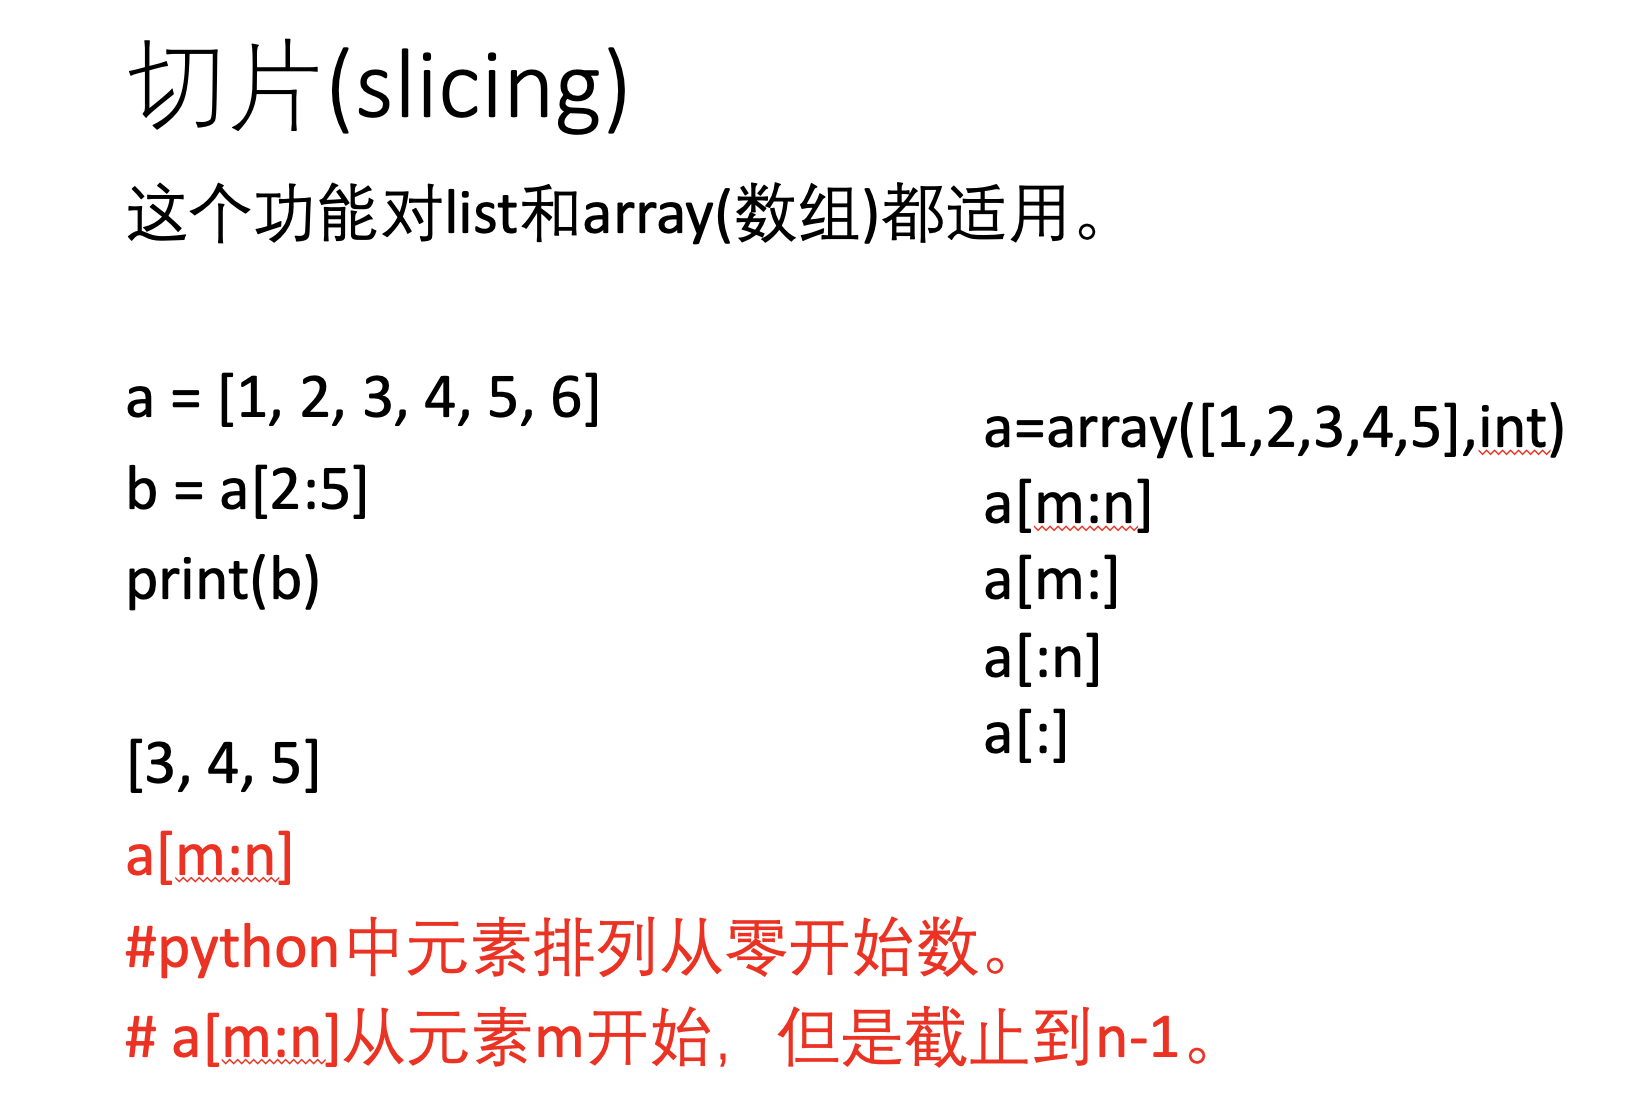 切片(slicing)
这个功能对list和array(数组)都适用。
a = [1, 2, 3, 4, 5, 6]
b = a[2:5]
print(b)
[3, 4, 5]
a[m:n]
#python中元素排列从零开始数。
# a[m:n]从元素m开始，但是截止到n-1。
a=array([1,2,3,4,5],int)
a[m:n]
a[m:]
a[:n]
a[:]